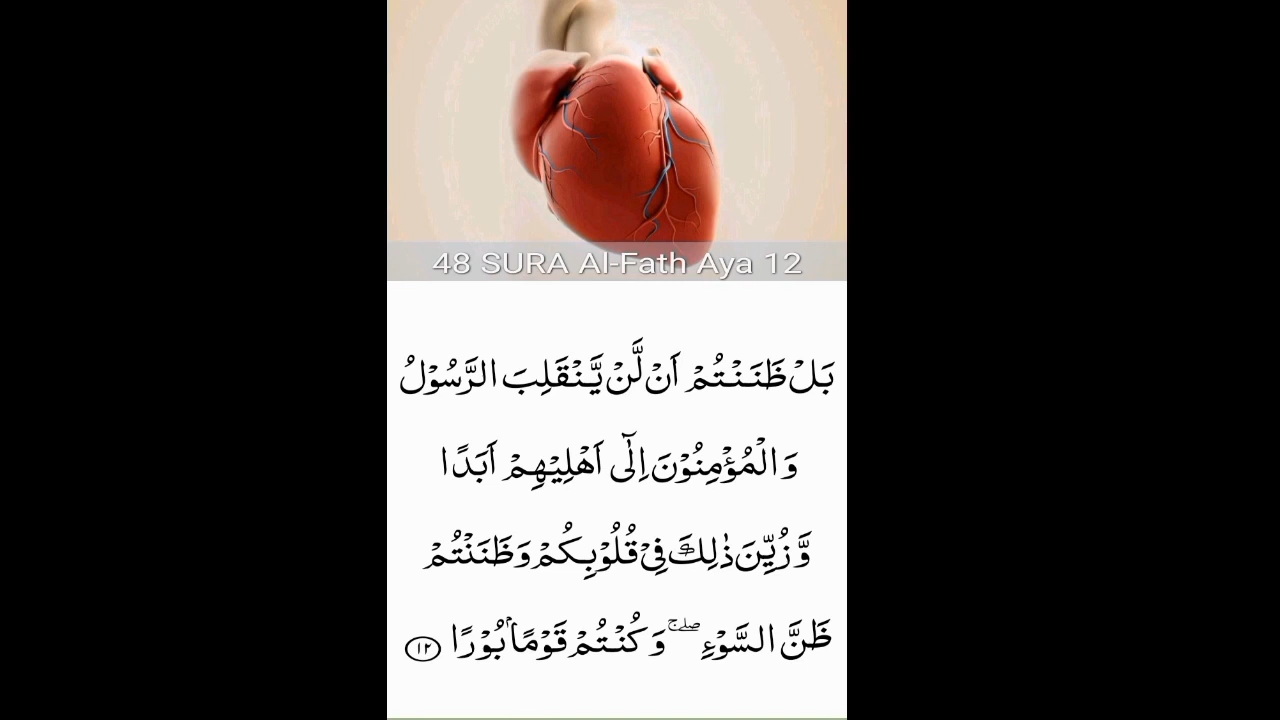 48 SURA Al-Fath Aya 12
بَلْ ظَنَنْتُمْ اَنْ لَّنْ يَّنْقَلِبَ الرَّسُوْلُ
وَالْمُؤْمِنُوْنَ اِلٰٓى اَهْلِيْهِمْ اَبَدًا
وَّزُيِّنَ ذٰلِكَ فِيْ قُلُوْبِكُمْ وَظَنَنْتُمْ
ظَنَّ السَّوْءِ ۖۚ وَكُنْتُمْ قَوْمًاۢ بُوْرًا ١٢